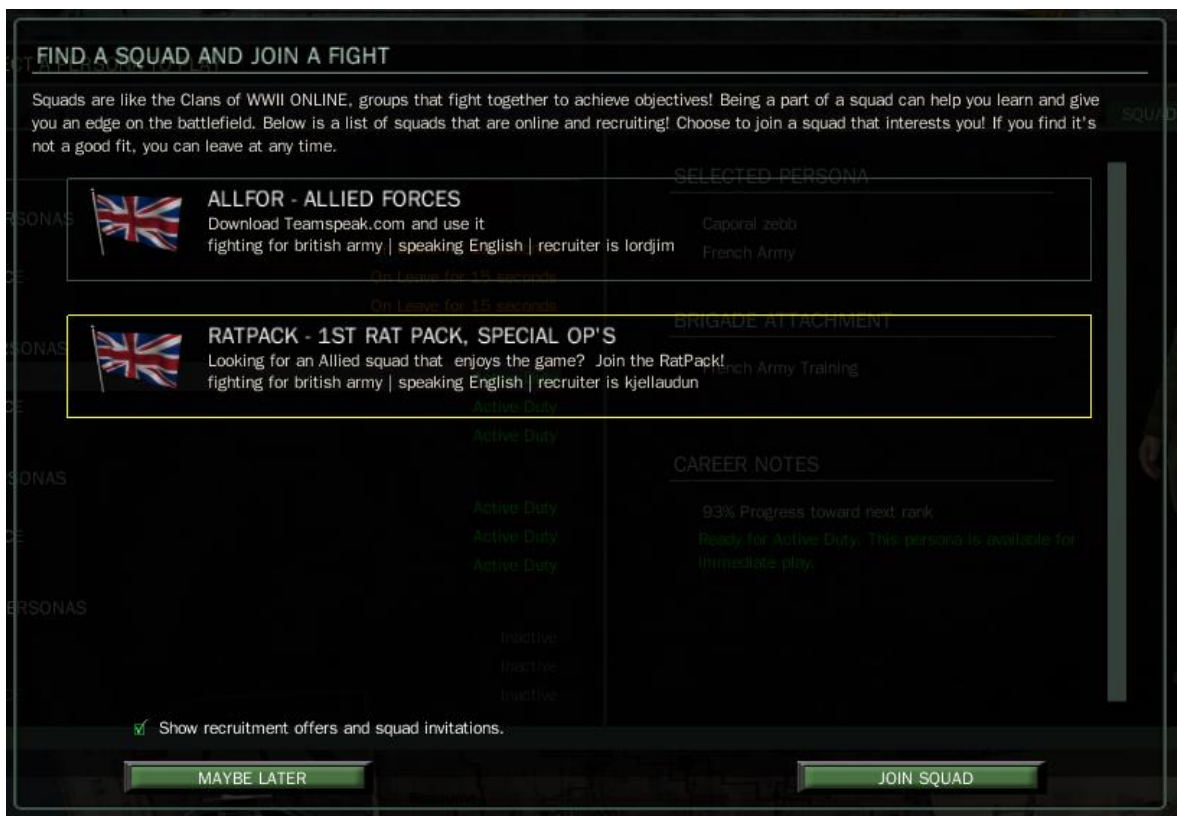 FIND A SQUAD AND JOIN A FIGHT
CT A PERSONA TO PLAY
Squads are like the Clans of WWII ONLINE, groups that fight together to achieve objectives! Being a part of a squad can help you learn and give
you an edge on the battlefield. Below is a list of squads that are online and recruiting! Choose to join a squad that interests you! If you find it's
not a good fit, you can leave at any time.
SQUAD
SELECTED PERSONA
ALLFOR - ALLIED FORCES
Download Teamspeak.com and use it
fighting for british army | speaking English | recruiter is lordjim
RSONAS
Caporal zebb
French Army
On Leave for 15 seconds
On Leave for 15 seconds
BRIGADE ATTACHMENT
RATPACK - 1ST RAT PACK, SPECIAL OP'S
Looking for an Allied squad that enjoys the game? Join the RatPack!
fighting for british army | speaking English | recruiter is kjellaudun
RSONAS
French Army Training
Active Duty
Active Duty
CAREER NOTES
SONAS
93% Progress toward next rank
Ready for Active Duty. This persona is available for
immediate play.
Active Duty
Active Duty
Active Duty
ERSONAS
Inactive
Inactive
Inactive
Show recruitment offers and squad invitations.
MAYBE LATER
JOIN SQUAD